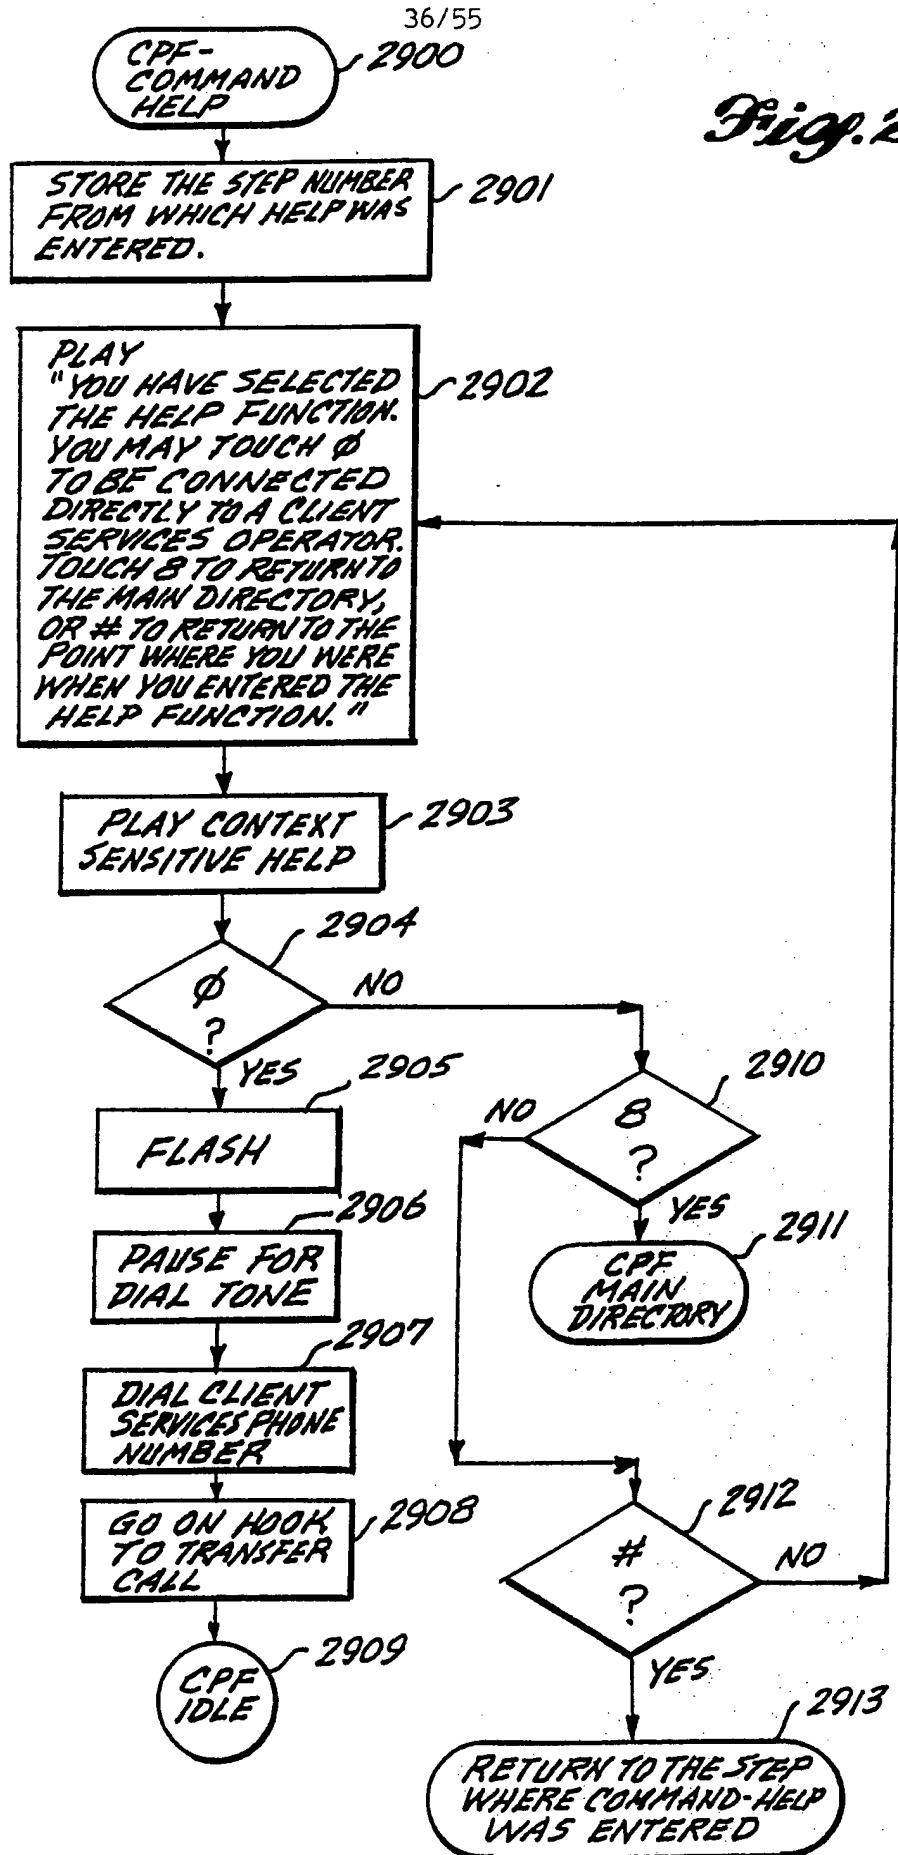 36/55
CPF-
COMMAND
HELP
2900
Fig. 2
STORE THE STEP NUMBER
FROM WHICH HELP WAS
ENTERED.
2901
PLAY
"YOU HAVE SELECTED
THE HELP FUNCTION.
YOU MAY TOUCH Ø
TO BE CONNECTED
DIRECTLY TO A CLIENT
SERVICES OPERATOR.
TOUCH 8 TO RETURN TO
THE MAIN DIRECTORY,
OR # TO RETURN TO THE
POINT WHERE YOU WERE
WHEN YOU ENTERED THE
HELP FUNCTION."
2902
PLAY CONTEXT
SENSITIVE HELP
2903
2904
Ø
?
NO
YES
2905
FLASH
2906
PAUSE FOR
DIAL TONE
2907
DIAL CLIENT
SERVICES PHONE
NUMBER
GO ON HOOK
TO TRANSFER
CALL
2908
CPF
IDLE
2909
2910
8
?
NO
YES
2911
CPF
MAIN
DIRECTORY
2912
#
?
NO
YES
2913
RETURN TO THE STEP
WHERE COMMAND-HELP
WAS ENTERED